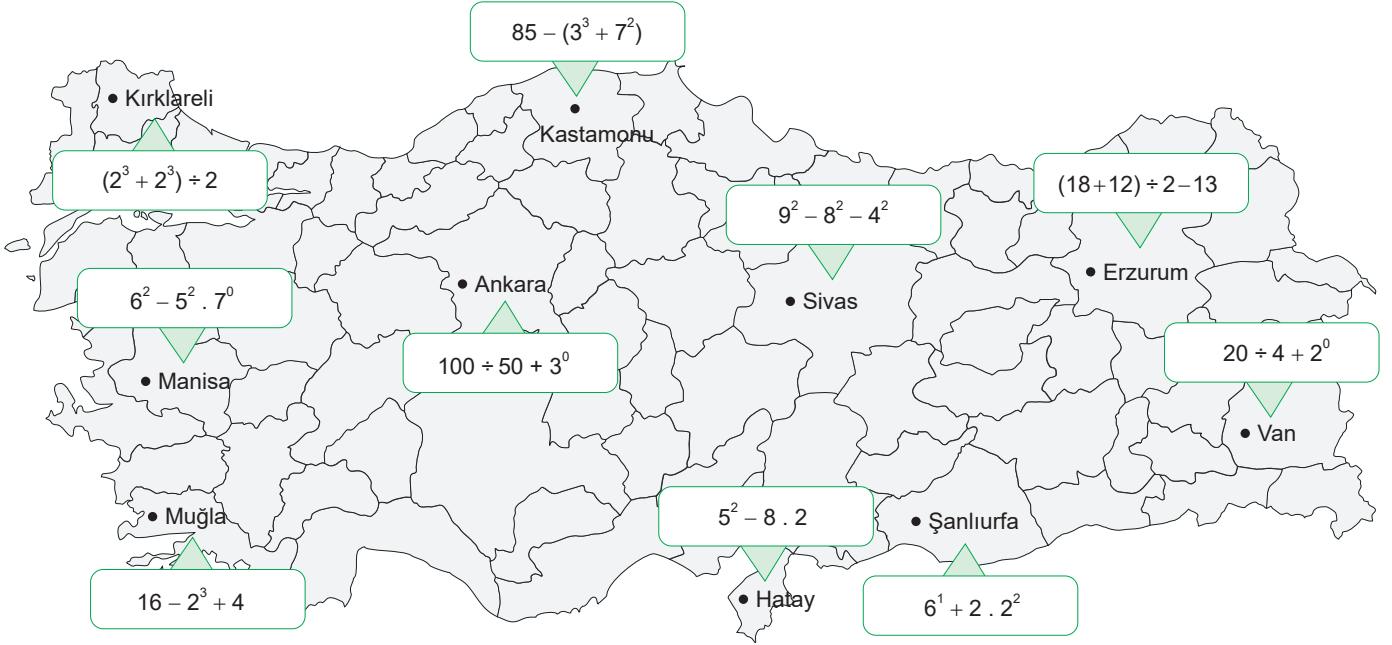 85 – (3³ + 7²)
Kırklareli
Kastamonu
(2³ + 2³) ÷ 2
(18+12) ÷ 2 – 13
9² – 8² – 4²
Erzurum
Ankara
6² – 5² . 7⁰
Sivas
100 ÷ 50 + 3⁰
20 ÷ 4 + 2⁰
Manisa
Van
Muğla
5² – 8 . 2
Şanlıurfa
16 – 2³ + 4
Hatay
6¹ + 2 . 2²